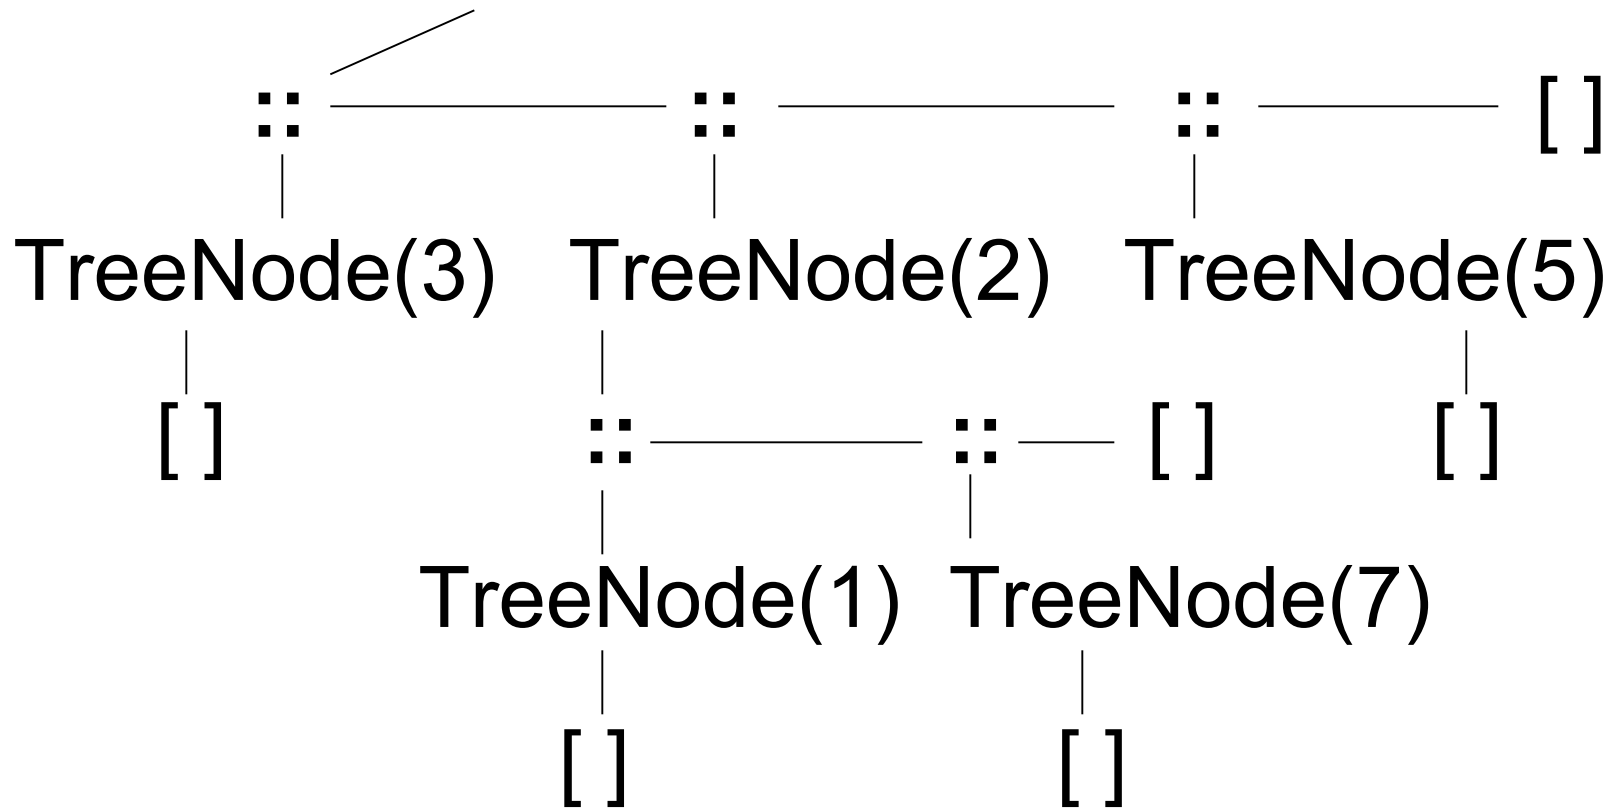 :: :: :: [ ]
TreeNode(3) TreeNode(2) TreeNode(5)
[ ] :: :: [ ] [ ]
TreeNode(1) TreeNode(7)
[ ] [ ]